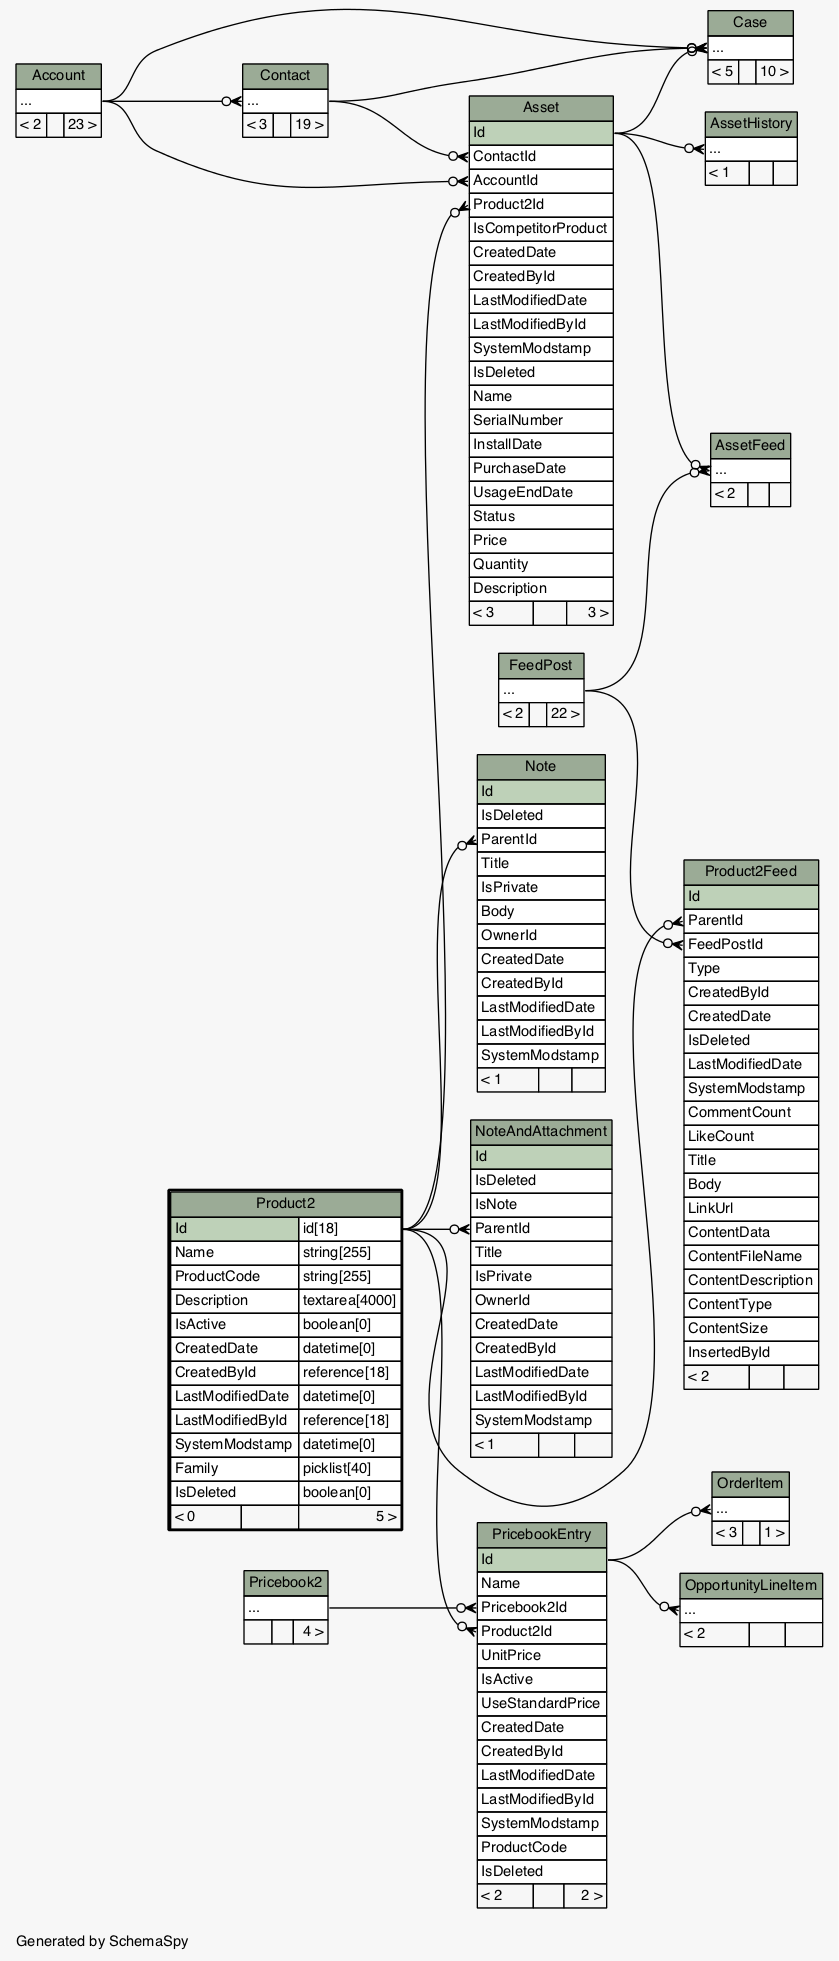 Case
...
< 5 10 >
Account
...
< 2 23 >
Contact
...
< 3 19 >
Asset
Id
ContactId
AccountId
Product2Id
IsCompetitorProduct
CreatedDate
CreatedById
LastModifiedDate
LastModifiedById
SystemModstamp
IsDeleted
Name
SerialNumber
InstallDate
PurchaseDate
UsageEndDate
Status
Price
Quantity
Description
< 3 3 >
AssetHistory
...
< 1
AssetFeed
...
< 2
FeedPost
...
< 2 22 >
Note
Id
IsDeleted
ParentId
Title
IsPrivate
Body
OwnerId
CreatedDate
CreatedById
LastModifiedDate
LastModifiedById
SystemModstamp
< 1
Product2Feed
Id
ParentId
FeedPostId
Type
CreatedById
CreatedDate
IsDeleted
LastModifiedDate
SystemModstamp
CommentCount
LikeCount
Title
Body
LinkUrl
ContentData
ContentFileName
ContentDescription
ContentType
ContentSize
InsertedById
< 2
NoteAndAttachment
Id
IsDeleted
IsNote
ParentId
Title
IsPrivate
OwnerId
CreatedDate
CreatedById
LastModifiedDate
LastModifiedById
SystemModstamp
< 1
Product2
Id id[18]
Name string[255]
ProductCode string[255]
Description textarea[4000]
IsActive boolean[0]
CreatedDate datetime[0]
CreatedById reference[18]
LastModifiedDate datetime[0]
LastModifiedById reference[18]
SystemModstamp datetime[0]
Family picklist[40]
IsDeleted boolean[0]
< 0 5 >
OrderItem
...
< 3 1 >
PricebookEntry
Id
Name
Pricebook2Id
Product2Id
UnitPrice
IsActive
UseStandardPrice
CreatedDate
CreatedById
LastModifiedDate
LastModifiedById
SystemModstamp
ProductCode
IsDeleted
< 2 2 >
Pricebook2
...
4 >
OpportunityLineItem
...
< 2
Generated by SchemaSpy